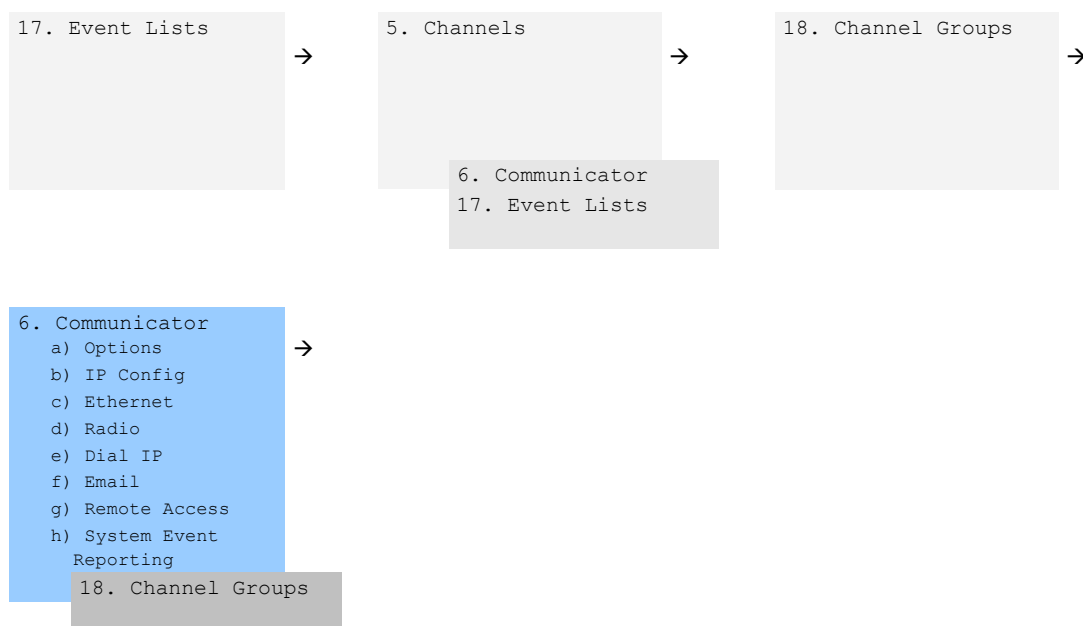 17. Event Lists
→
5. Channels
→
6. Communicator
17. Event Lists
18. Channel Groups
→
6. Communicator
a) Options
→
b) IP Config
c) Ethernet
d) Radio
e) Dial IP
f) Email
g) Remote Access
h) System Event
Reporting
18. Channel Groups